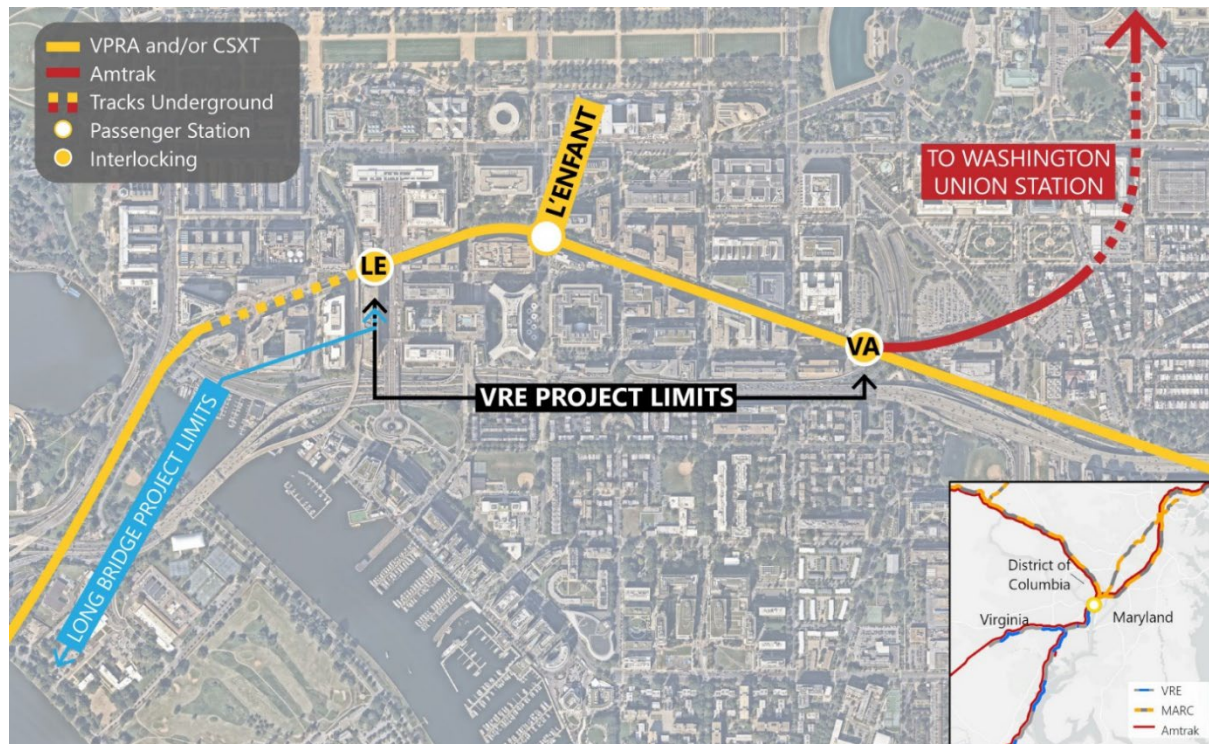 VPRA and/or CSXT
Amtrak
Tracks Underground
Passenger Station
Interlocking
L'ENFANT
TO WASHINGTON
UNION STATION
LE
VA
VRE PROJECT LIMITS
LONG BRIDGE PROJECT LIMITS
District of
Columbia
Virginia
Maryland
VRE
MARC
Amtrak